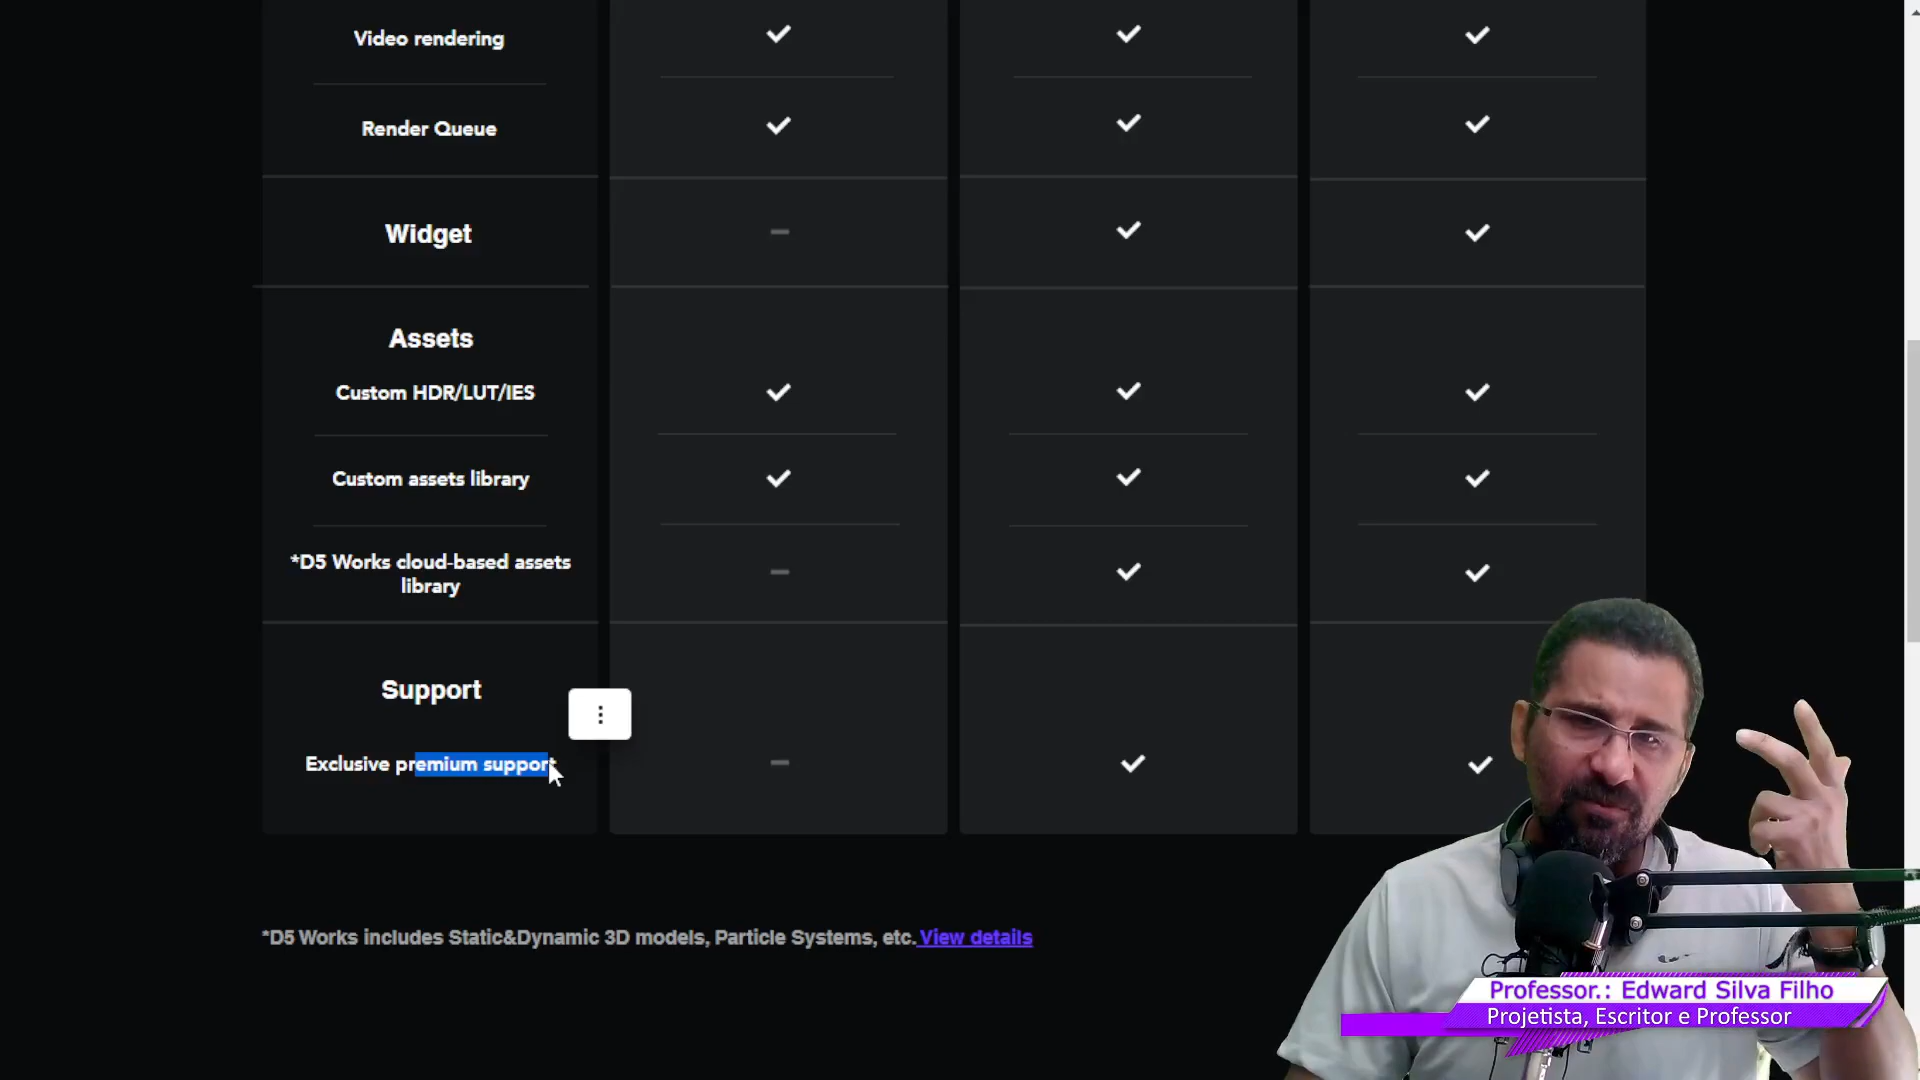 Video rendering
Render Queue
Widget
Assets
Custom HDR/LUT/IES
Custom assets library
*D5 Works cloud-based assets
library
Support
Exclusive premium support
*D5 Works includes Static&Dynamic 3D models, Particle Systems, etc. View details
Professor.: Edward Silva Filho
Projetista, Escritor e Professor